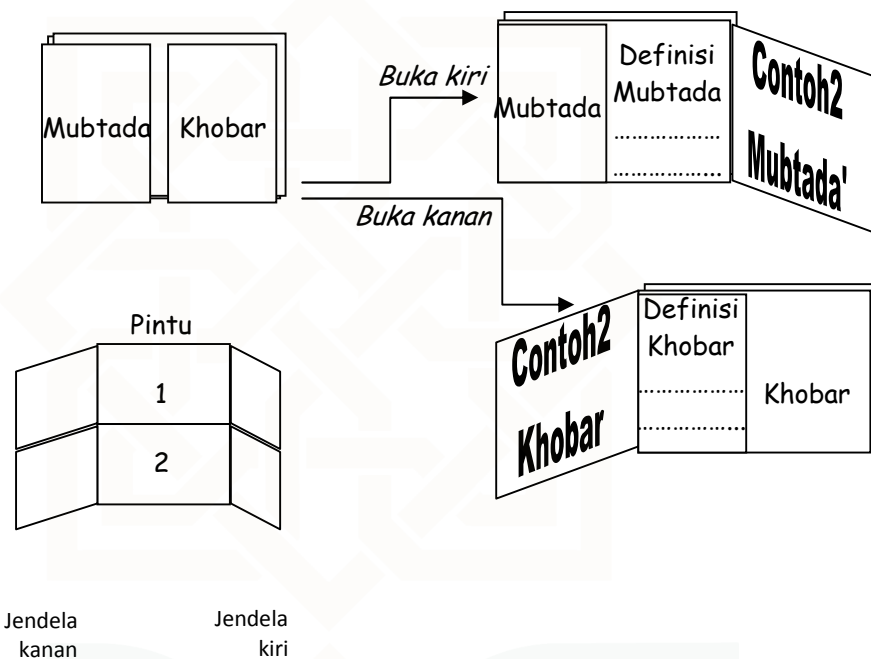 Mubtada
Khobar
Buka kiri
Mubtada
Definisi
Mubtada
………………
………………..
Contoh2
Mubtada'
Buka kanan
Contoh2
Khobar
Definisi
Khobar
………………
………………..
Khobar
Pintu
1
2
Jendela
kanan
Jendela
kiri